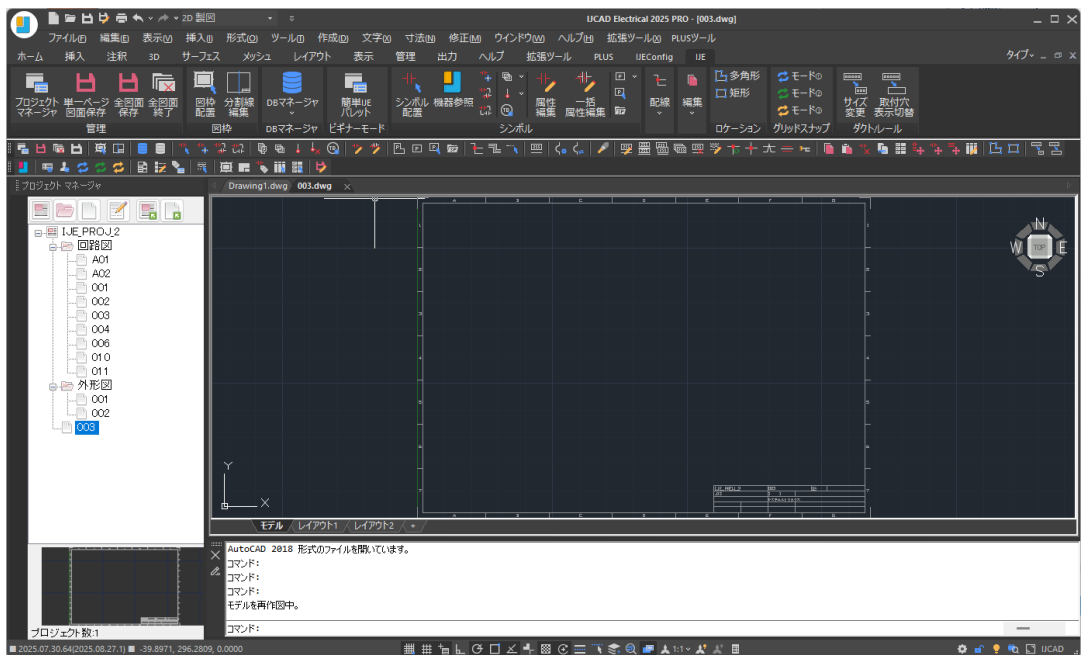 2D 製図
IJCAD Electrical 2025 PRO - [003.dwg]
ファイル(F) 編集(E) 表示(V) 挿入(I) 形式(O) ツール(T) 作成(D) 文字(X) 寸法(N) 修正(M) ウインドウ(W) ヘルプ(H) 拡張ツール(X) PLUSツール
ホーム 挿入 注釈 3D サーフェス メッシュ レイアウト 表示 管理 出力 ヘルプ 拡張ツール PLUS IJEConfig IJE タイプ
プロジェクト マネージャ
単一ページ 図面保存
全図面 保存
全図面 終了
図枠 配置
分割線 編集
DBマネージャ
簡単IJE パレット
シンボル 配置
機器参照
属性 編集
一括 属性編集
配線
編集
多角形
矩形
モード
モード
モード
サイズ 変更
取付穴 表示切替
管理 図枠 DBマネージャ ビギナーモード シンボル ロケーション グリッドスナップ ダクト/レール
プロジェクト マネージャ
Drawing1.dwg 003.dwg
IJE_PROJ_2
回路図
A01
A02
001
002
003
004
006
010
011
外形図
001
002
003
プロジェクト数:1
N
W TOP E
S
Y
X
モデル レイアウト1 レイアウト2 +
AutoCAD 2018 形式のファイルを開いています。
コマンド:
コマンド:
コマンド:
モデルを再作図中。
コマンド:
2025.07.30.64(2025.08.27.1) -39.8971, 296.2809, 0.0000
1:1
IJCAD